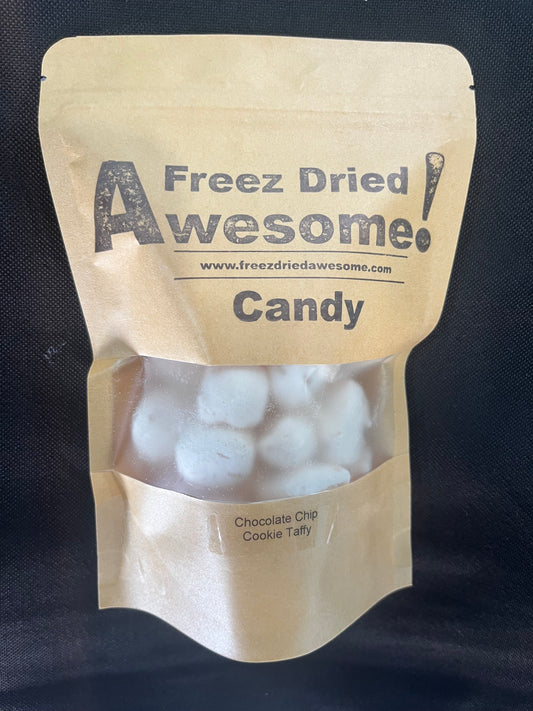 Freez Dried
Awesome!
www.freezdriedawesome.com
Candy
Chocolate Chip
Cookie Taffy